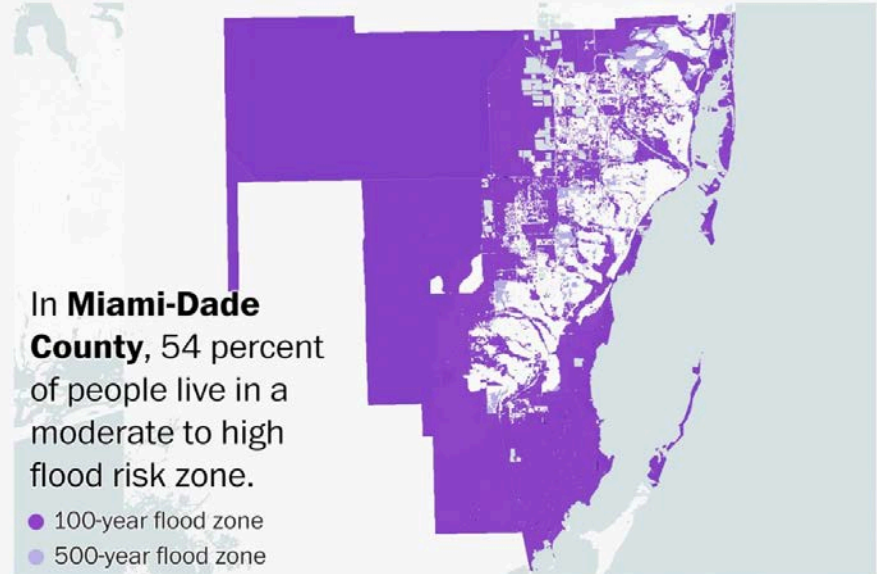 In Miami-Dade
County, 54 percent
of people live in a
moderate to high
flood risk zone.
100-year flood zone
500-year flood zone